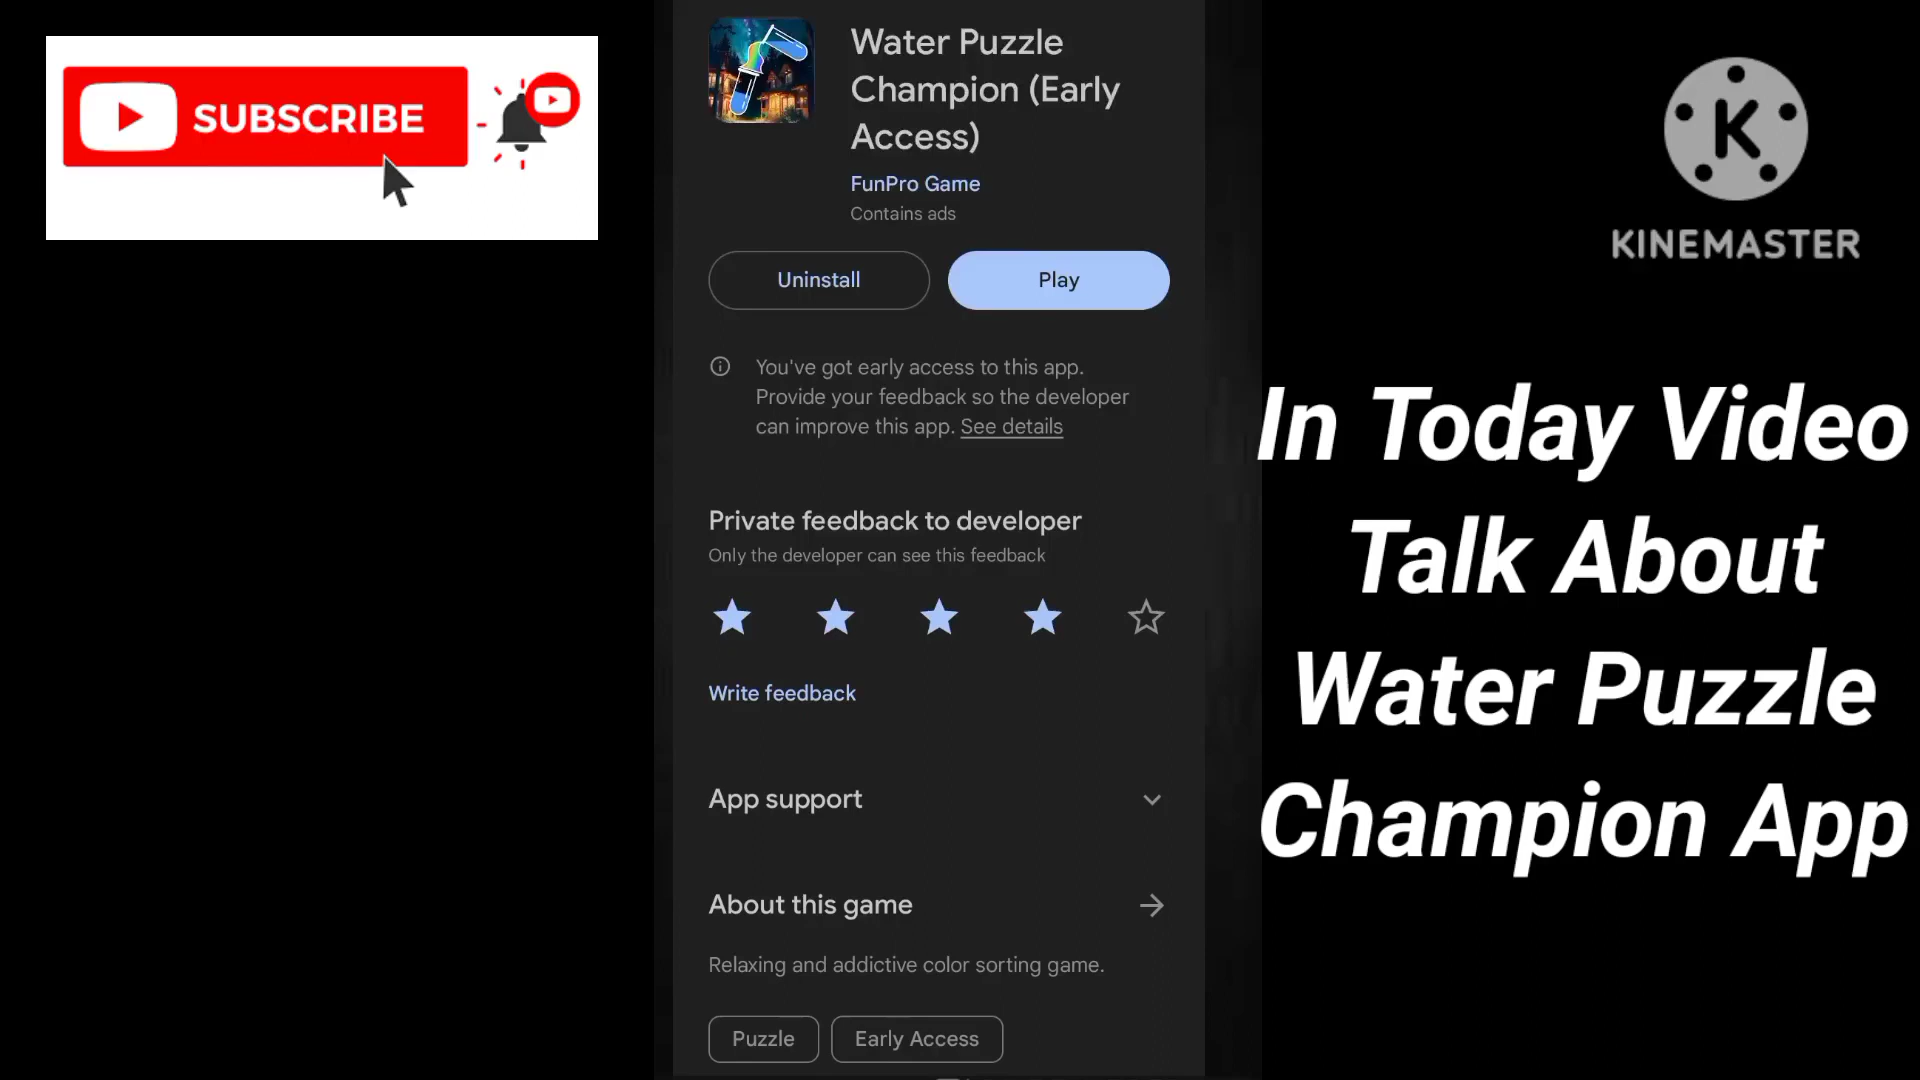 SUBSCRIBE
Water Puzzle
Champion (Early
Access)
FunPro Game
Contains ads
Uninstall
Play
You've got early access to this app.
Provide your feedback so the developer
can improve this app. See details
Private feedback to developer
Only the developer can see this feedback
Write feedback
App support
About this game
Relaxing and addictive color sorting game.
Puzzle
Early Access
K
KINEMASTER
In Today Video
Talk About
Water Puzzle
Champion App